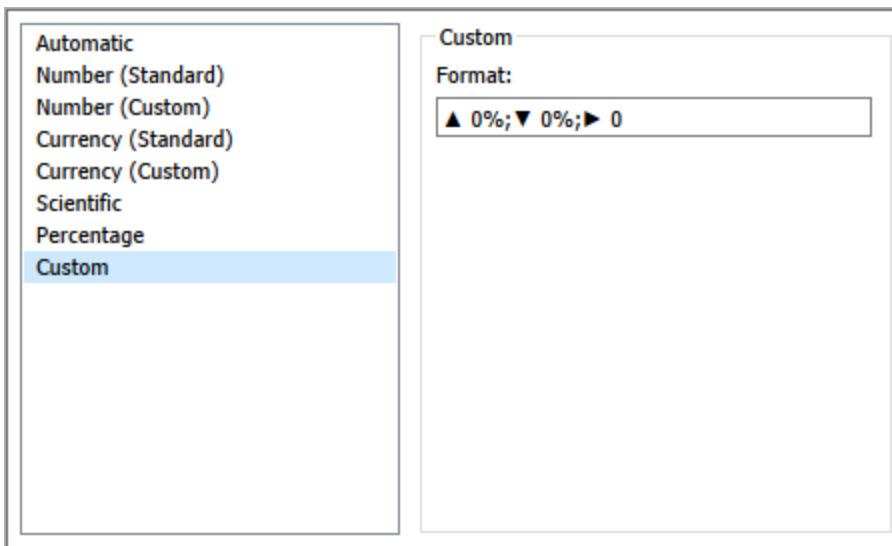 Automatic
Number (Standard)
Number (Custom)
Currency (Standard)
Currency (Custom)
Scientific
Percentage
Custom
Custom
Format:
▲ 0%;▼ 0%;► 0